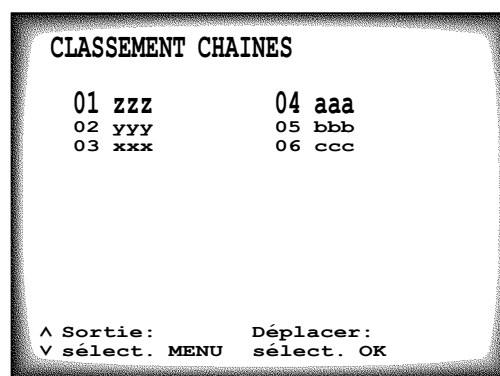 CLASSEMENT CHAINES
01 zzz 04 aaa
02 yyy 05 bbb
03 xxx 06 ccc
^ Sortie: Déplacer:
v sélect. MENU sélect. OK